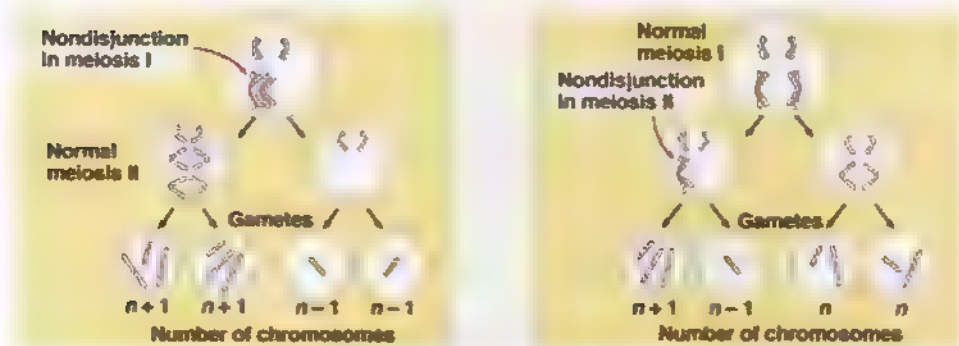 Nondisjunction
in meiosis I
Normal
meiosis II
Gametes
n + 1
n + 1
n – 1
n – 1
Number of chromosomes
Normal
meiosis I
Nondisjunction
in meiosis II
Gametes
n + 1
n – 1
n
n
Number of chromosomes